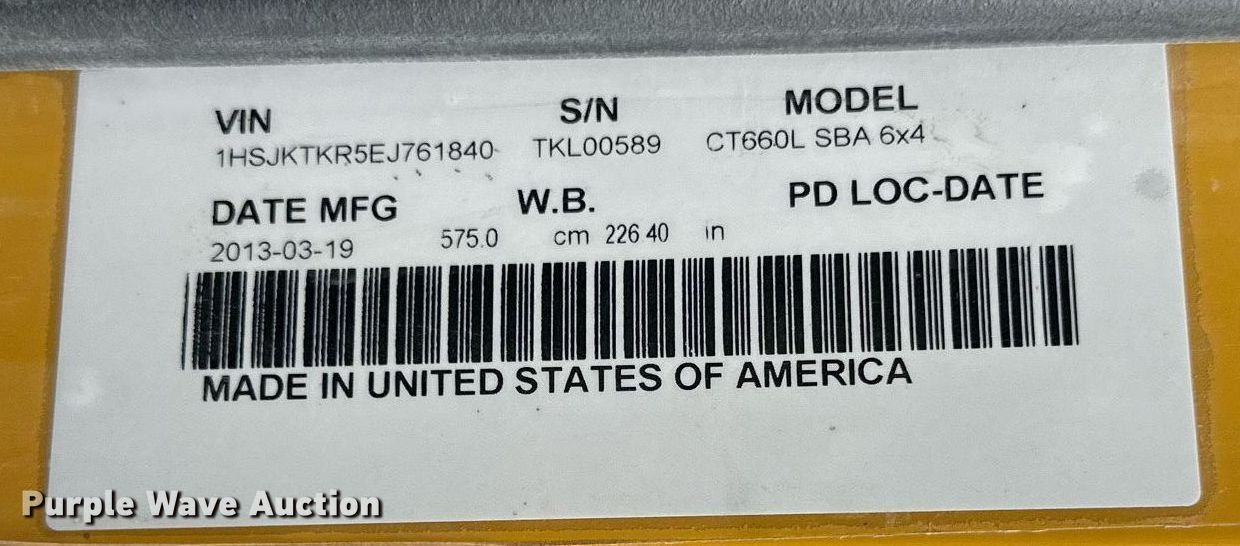 VIN S/N MODEL
1HSJKTKR5EJ761840 TKL00589 CT660L SBA 6x4
DATE MFG W.B. PD LOC-DATE
2013-03-19 575.0 cm 226 40 in
MADE IN UNITED STATES OF AMERICA
Purple Wave Auction